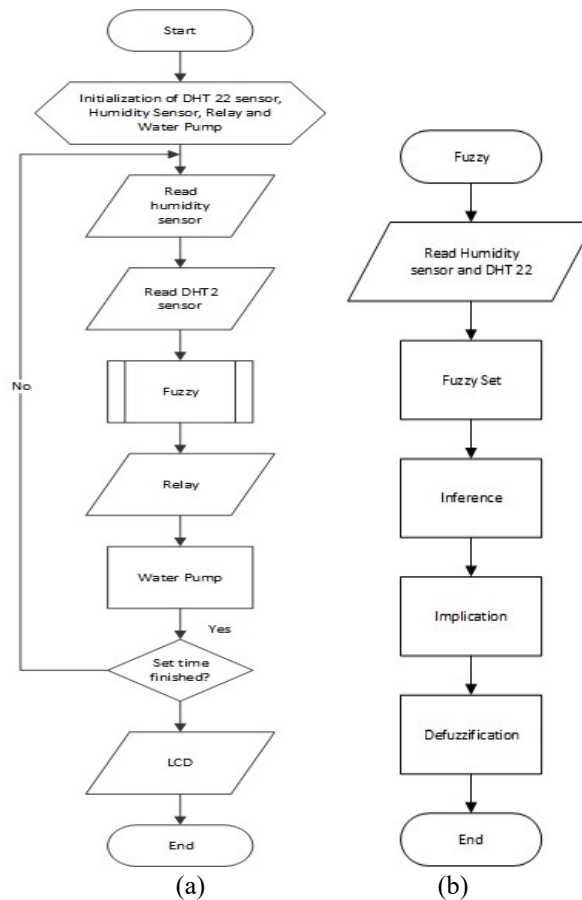 Start
Initialization of DHT 22 sensor,
Humidity Sensor, Relay and
Water Pump
Read
humidity
sensor
Read DHT2
sensor
No
Fuzzy
Relay
Water Pump
Yes
Set time
finished?
LCD
End
(a)
Fuzzy
Read Humidity
sensor and DHT 22
Fuzzy Set
Inference
Implication
Defuzzification
End
(b)